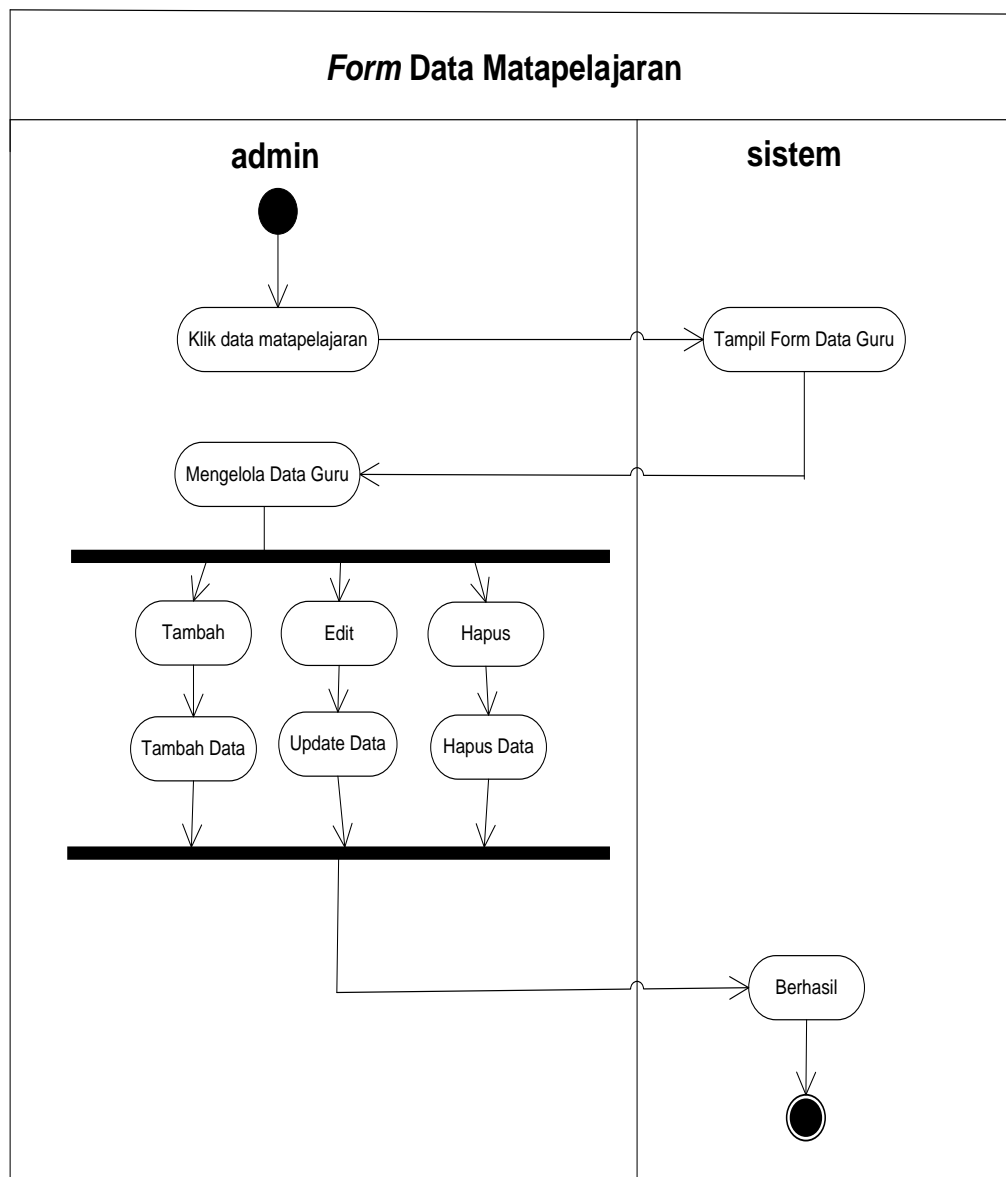 Form Data Matapelajaran
admin
sistem
Klik data matapelajaran
Tampil Form Data Guru
Mengelola Data Guru
Tambah
Edit
Hapus
Tambah Data
Update Data
Hapus Data
Berhasil